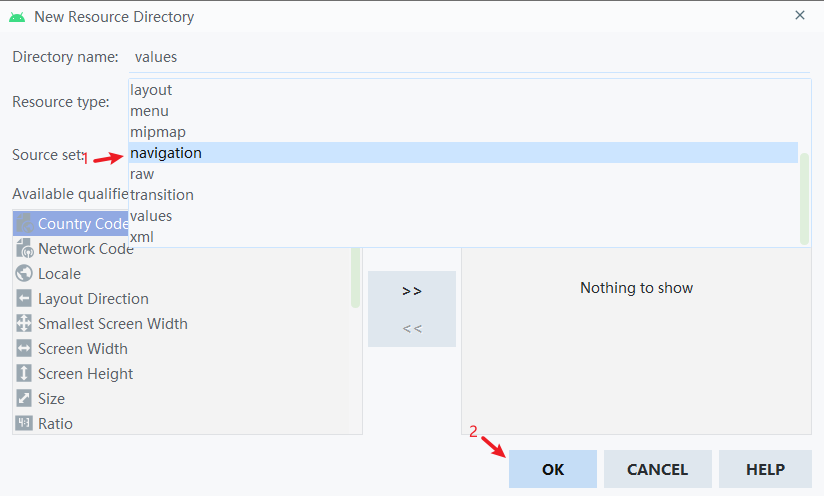 New Resource Directory
Directory name: values
Resource type:
layout
menu
mipmap
Source set:
1
navigation
raw
transition
values
xml
Available qualifie
Country Code
Network Code
Locale
Layout Direction
Smallest Screen Width
Screen Width
Screen Height
Size
Ratio
>>
<<
Nothing to show
2
OK CANCEL HELP